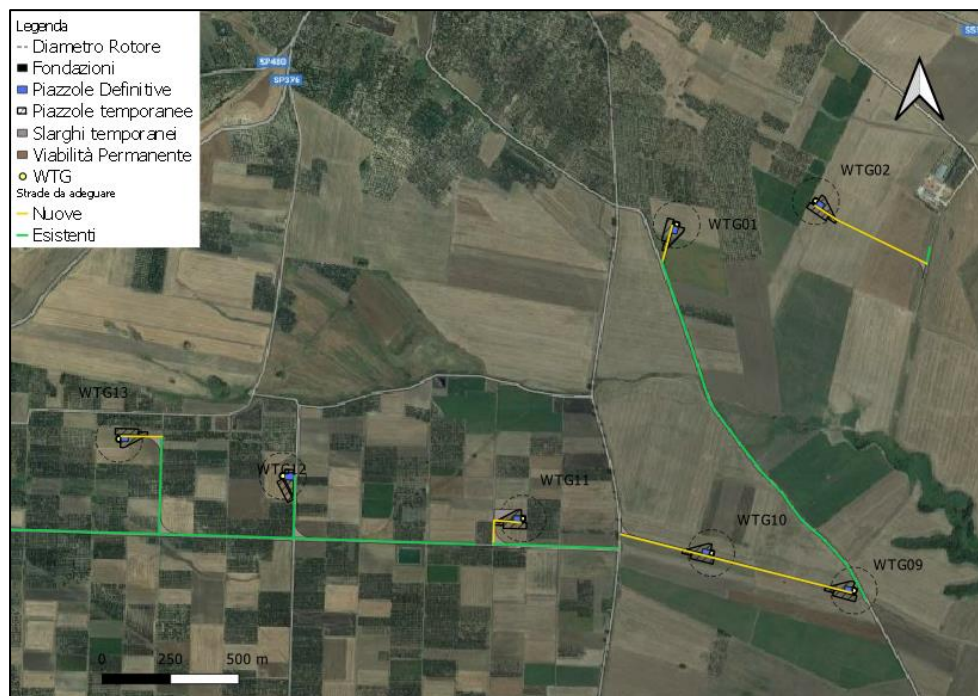 Legenda
Diametro Rotore
Fondazioni
Piazzole Definitive
Piazzole temporanee
Slarghi temporanei
Viabilità Permanente
WTG
Strade da adeguare
Nuove
Esistenti
SP376
WTG02
WTG01
WTG13
WTG12
WTG11
WTG10
WTG09
0 250 500 m